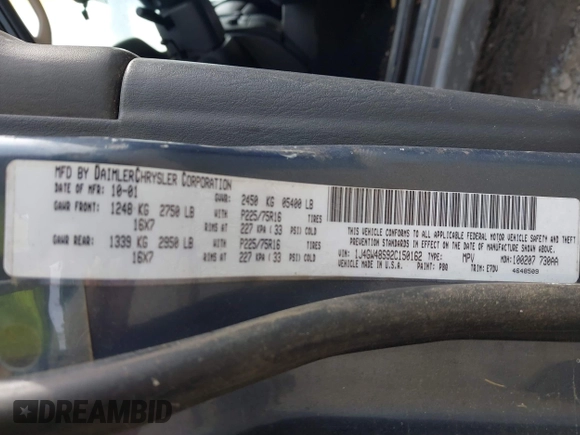 MFD BY DAIMLERCHRYSLER CORPORATION
DATE OF MFR 10-01 GVWR: 2450 KG 05400 LB
GAWR FRONT: 1248 KG 2750 LB WITH P225/75R16 TIRES
16X7 RIMS AT 227 KPA ( 33 PSI) COLD
GAWR REAR: 1339 KG 2950 LB WITH P225/75R16 TIRES
16X7 RIMS AT 227 KPA ( 33 PSI) COLD
THIS VEHICLE CONFORMS TO ALL APPLICABLE FEDERAL MOTOR VEHICLE SAFETY AND THEFT
PREVENTION STANDARDS IN EFFECT ON THE DATE OF MANUFACTURE SHOWN ABOVE.
VIN: 1J4GW48S92C150162 TYPE: MPV MDH: 100207 730AA
VEHICLE MADE IN U.S.A. PAINT: PBB TRIM: E7DV 4648509
DREAMBID